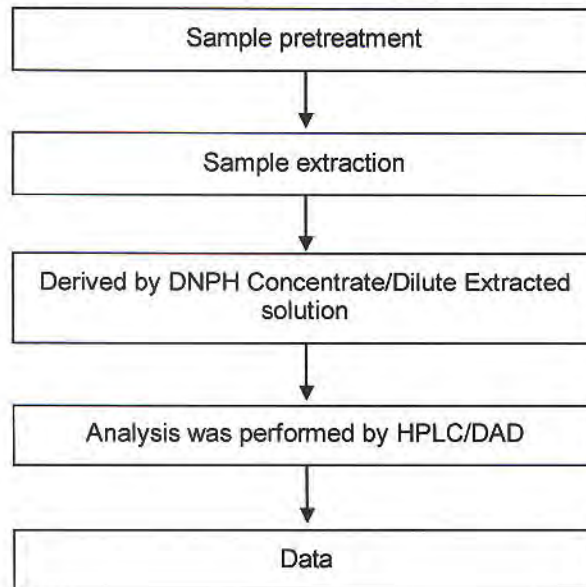 Sample pretreatment
Sample extraction
Derived by DNPH Concentrate/Dilute Extracted
solution
Analysis was performed by HPLC/DAD
Data